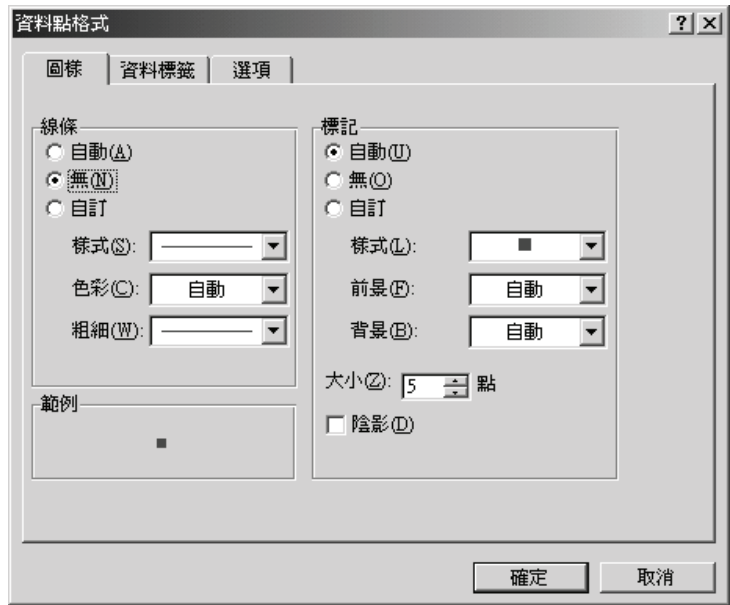 資料點格式
圖樣 資料標籤 選項
線條
自動(A)
無(N)
自訂
樣式(S):
色彩(C): 自動
粗細(W):
範例
標記
自動(U)
無(O)
自訂
樣式(L):
前景(F): 自動
背景(B): 自動
大小(Z): 5 點
陰影(D)
確定 取消